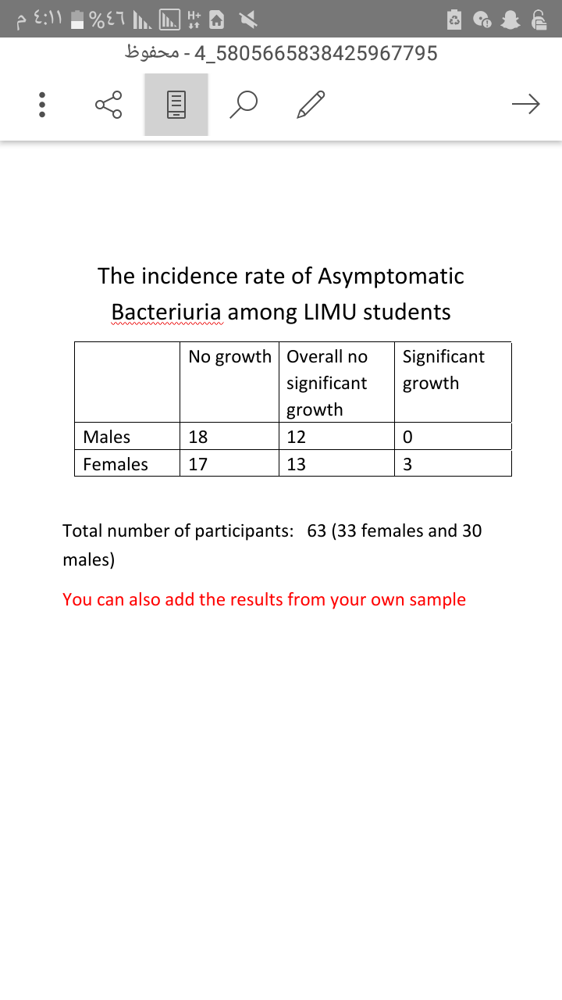 م ٤:١١ %٤٦ H+
4_5805665838425967795 - محفوظ
The incidence rate of Asymptomatic
Bacteriuria among LIMU students
No growth Overall no significant growth Significant growth
Males 18 12 0
Females 17 13 3
Total number of participants: 63 (33 females and 30
males)
You can also add the results from your own sample